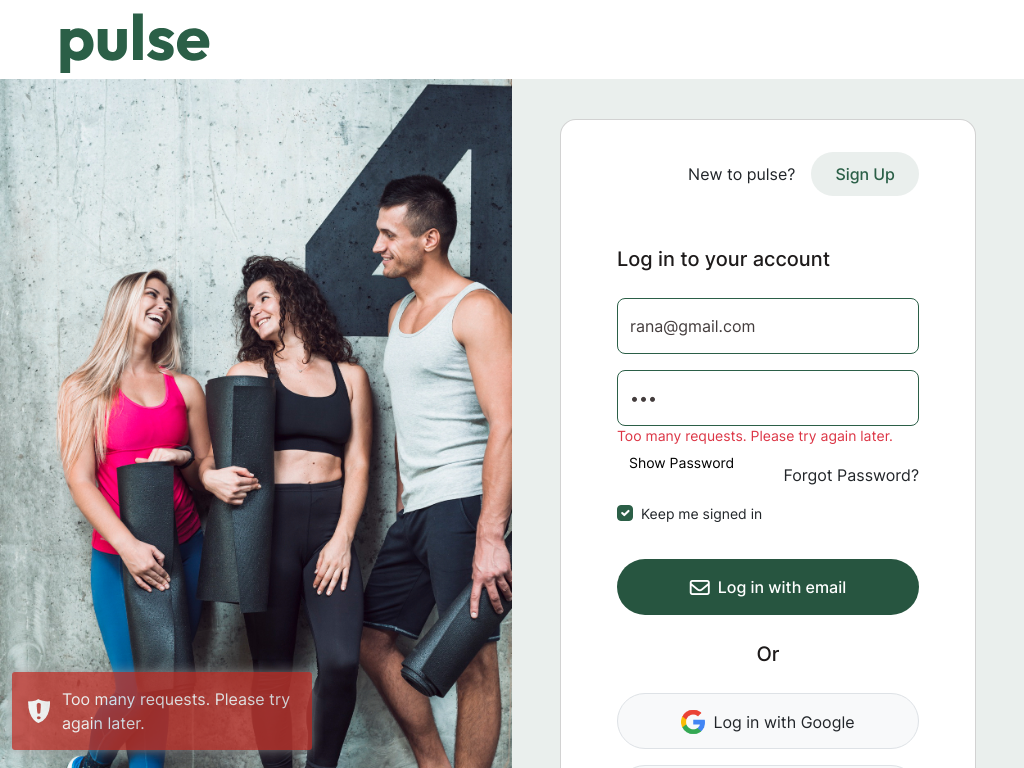 pulse
4
New to pulse? Sign Up
Log in to your account
rana@gmail.com
•••
Too many requests. Please try again later.
Show Password
Forgot Password?
Keep me signed in
Log in with email
Or
Log in with Google
Too many requests. Please try
again later.